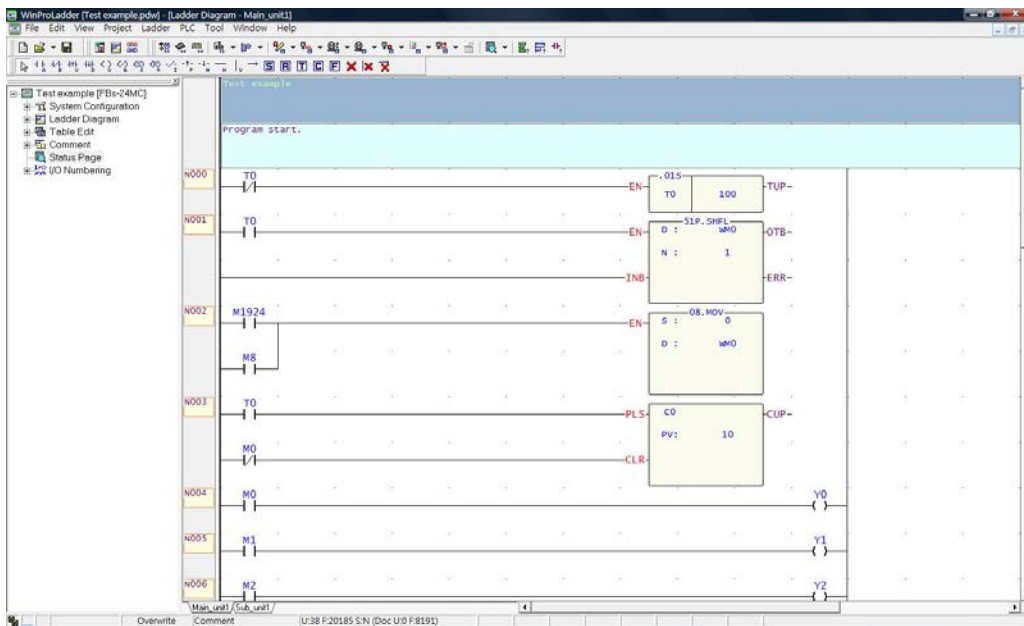 WinProLadder [Test example.pdw] - [Ladder Diagram - Main_unit1]
File Edit View Project Ladder PLC Tool Window Help
S R T C F
Test example [FBs-24MC]
System Configuration
Ladder Diagram
Table Edit
Comment
Status Page
I/O Numbering
Test example
Program start.
N000 T0 EN .01S TUP
T0 100
N001 T0 EN 51P.SHFL OTB
D : WM0
N : 1
INB ERR
N002 M1924 EN 08.MOV
S : 0
D : WM0
M8
N003 T0 PLS C0 CUP
PV: 10
M0 CLR
N004 M0 Y0
N005 M1 Y1
N006 M2 Y2
Main_unit1 Sub_unit1
Overwrite Comment U:38 F:20185 S:N (Doc U:0 F:8191)